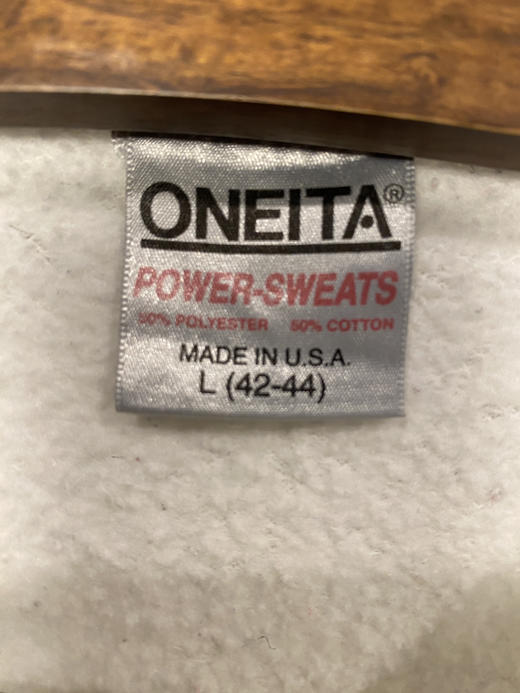 ONEITA®
POWER-SWEATS
50% POLYESTER 50% COTTON
MADE IN U.S.A.
L (42-44)